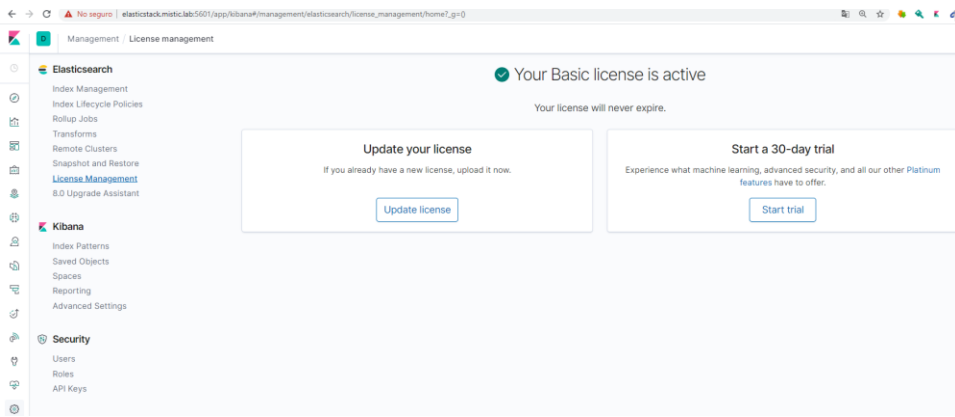 No seguro | elasticstack.mistic.lab:5601/app/kibana#/management/elasticsearch/license_management/home?_g=()
D Management / License management
Elasticsearch
Index Management
Index Lifecycle Policies
Rollup Jobs
Transforms
Remote Clusters
Snapshot and Restore
License Management
8.0 Upgrade Assistant
Kibana
Index Patterns
Saved Objects
Spaces
Reporting
Advanced Settings
Security
Users
Roles
API Keys
Your Basic license is active
Your license will never expire.
Update your license
If you already have a new license, upload it now.
Update license
Start a 30-day trial
Experience what machine learning, advanced security, and all our other Platinum
features have to offer.
Start trial